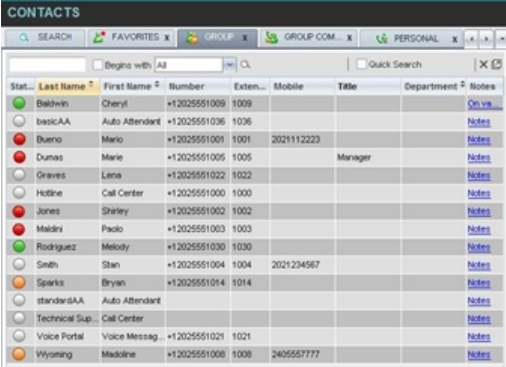 CONTACTS
SEARCH FAVORITES x GROUP x GROUP COM... x PERSONAL x
Begins with All Quick Search
Stat... Last Name First Name Number Exten... Mobile Title Department Notes
Baldwin Cheryl +12025551009 1009 On va...
basicAA Auto Attendant +12025551036 1036 Notes
Bueno Mario +12025551001 1001 2021112223 Notes
Dumas Marie +12025551005 1005 Manager Notes
Graves Lena +12025551022 1022 Notes
Hotline Call Center +12025551000 1000 Notes
Jones Shirley +12025551002 1002 Notes
Maldini Paolo +12025551003 1003 Notes
Rodriguez Melody +12025551030 1030 Notes
Smith Stan +12025551004 1004 2021234567 Notes
Sparks Bryan +12025551014 1014 Notes
standardAA Auto Attendant Notes
Technical Sup... Call Center Notes
Voice Portal Voice Messag... +12025551021 1021 Notes
Wyoming Madoline +12025551008 1008 2405557777 Notes